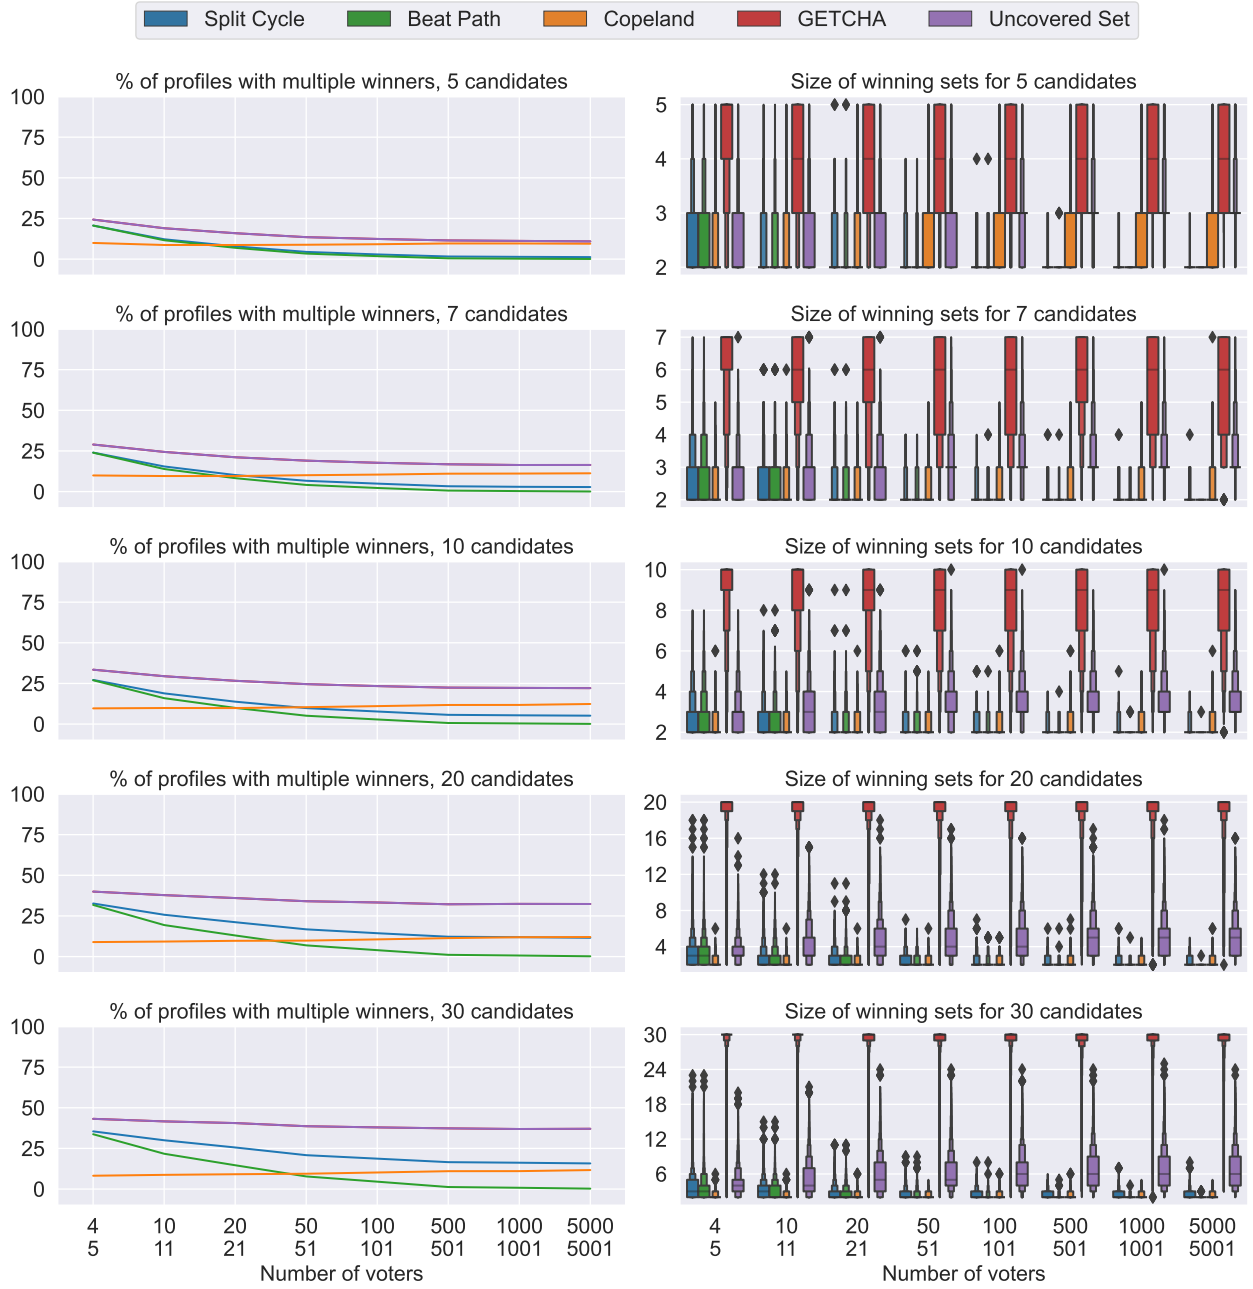 Split Cycle Beat Path Copeland GETCHA Uncovered Set
% of profiles with multiple winners, 5 candidates
100
75
50
25
0
Size of winning sets for 5 candidates
5
4
3
2
% of profiles with multiple winners, 7 candidates
100
75
50
25
0
Size of winning sets for 7 candidates
7
6
5
4
3
2
% of profiles with multiple winners, 10 candidates
100
75
50
25
0
Size of winning sets for 10 candidates
10
8
6
4
2
% of profiles with multiple winners, 20 candidates
100
75
50
25
0
Size of winning sets for 20 candidates
20
16
12
8
4
% of profiles with multiple winners, 30 candidates
100
75
50
25
0
4 10 20 50 100 500 1000 5000
5 11 21 51 101 501 1001 5001
Number of voters
Size of winning sets for 30 candidates
30
24
18
12
6
4 10 20 50 100 500 1000 5000
5 11 21 51 101 501 1001 5001
Number of voters